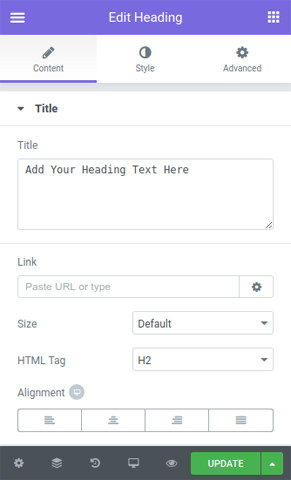 Edit Heading
Content
Style
Advanced
Title
Title
Add Your Heading Text Here
Link
Paste URL or type
Size
Default
HTML Tag
H2
Alignment
UPDATE